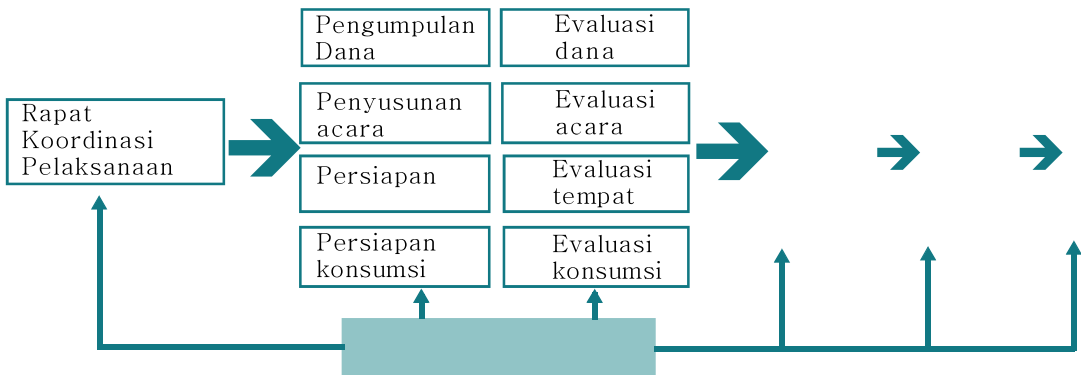 Rapat
Koordinasi
Pelaksanaan
Pengumpulan
Dana
Evaluasi
dana
Penyusunan
acara
Evaluasi
acara
Persiapan
Evaluasi
tempat
Persiapan
konsumsi
Evaluasi
konsumsi